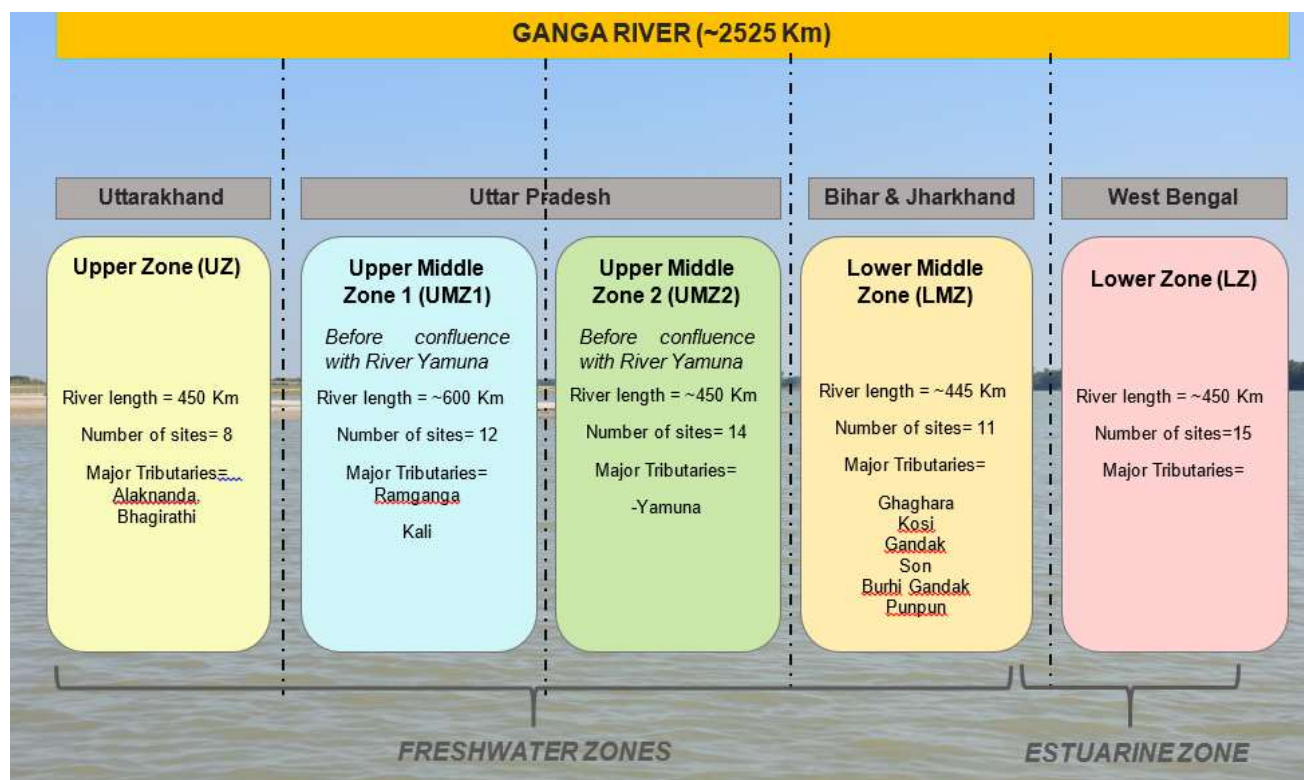 GANGA RIVER (~2525 Km)
Uttarakhand
Uttar Pradesh
Bihar & Jharkhand
West Bengal
Upper Zone (UZ)
River length = 450 Km
Number of sites= 8
Major Tributaries=
Alaknanda,
Bhagirathi
Upper Middle
Zone 1 (UMZ1)
Before confluence
with River Yamuna
River length = ~600 Km
Number of sites= 12
Major Tributaries=
Ramganga
Kali
Upper Middle
Zone 2 (UMZ2)
Before confluence
with River Yamuna
River length = ~450 Km
Number of sites= 14
Major Tributaries=
-Yamuna
Lower Middle
Zone (LMZ)
River length = ~445 Km
Number of sites= 11
Major Tributaries=
Ghaghara
Kosi
Gandak
Son
Burhi Gandak
Punpun
Lower Zone (LZ)
River length = ~450 Km
Number of sites=15
Major Tributaries=
FRESHWATER ZONES
ESTUARINE ZONE